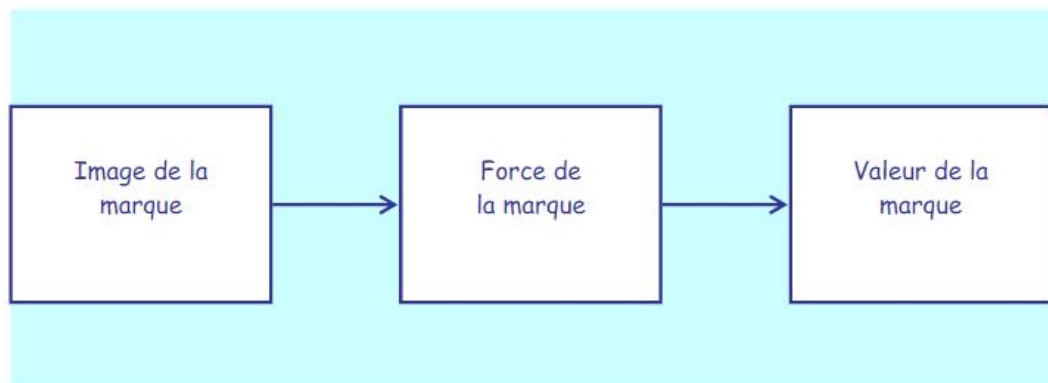 Image de la
marque
Force de
la marque
Valeur de la
marque